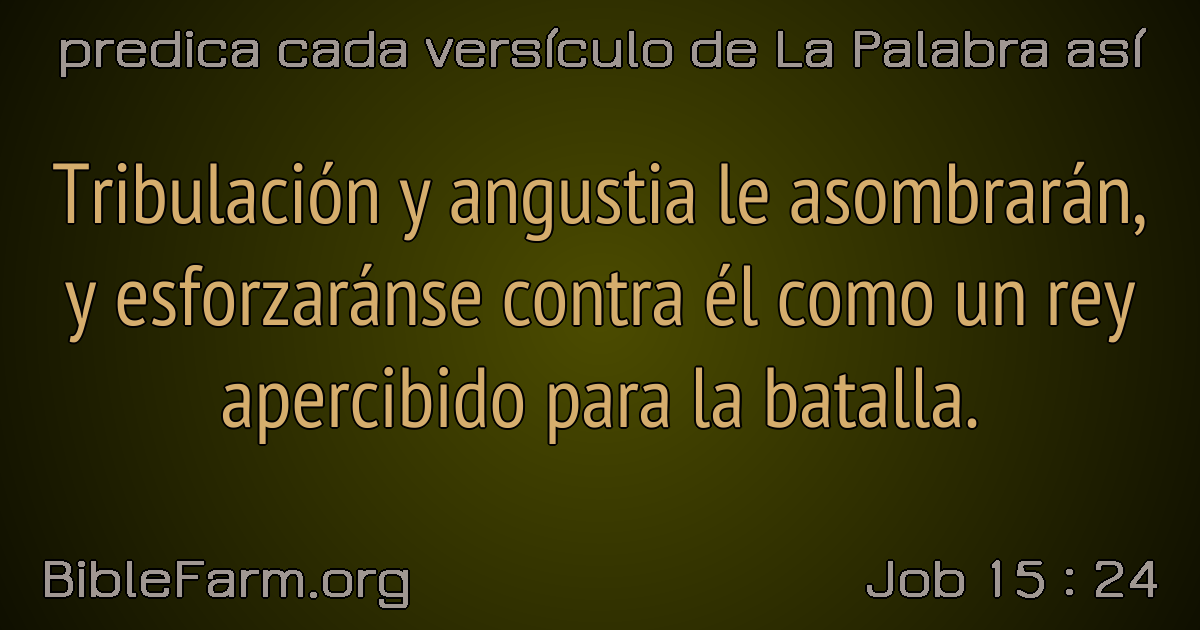 predica cada versículo de La Palabra así
Tribulación y angustia le asombrarán,
y esforzaránse contra él como un rey
apercibido para la batalla.
BibleFarm.org
Job 15 : 24